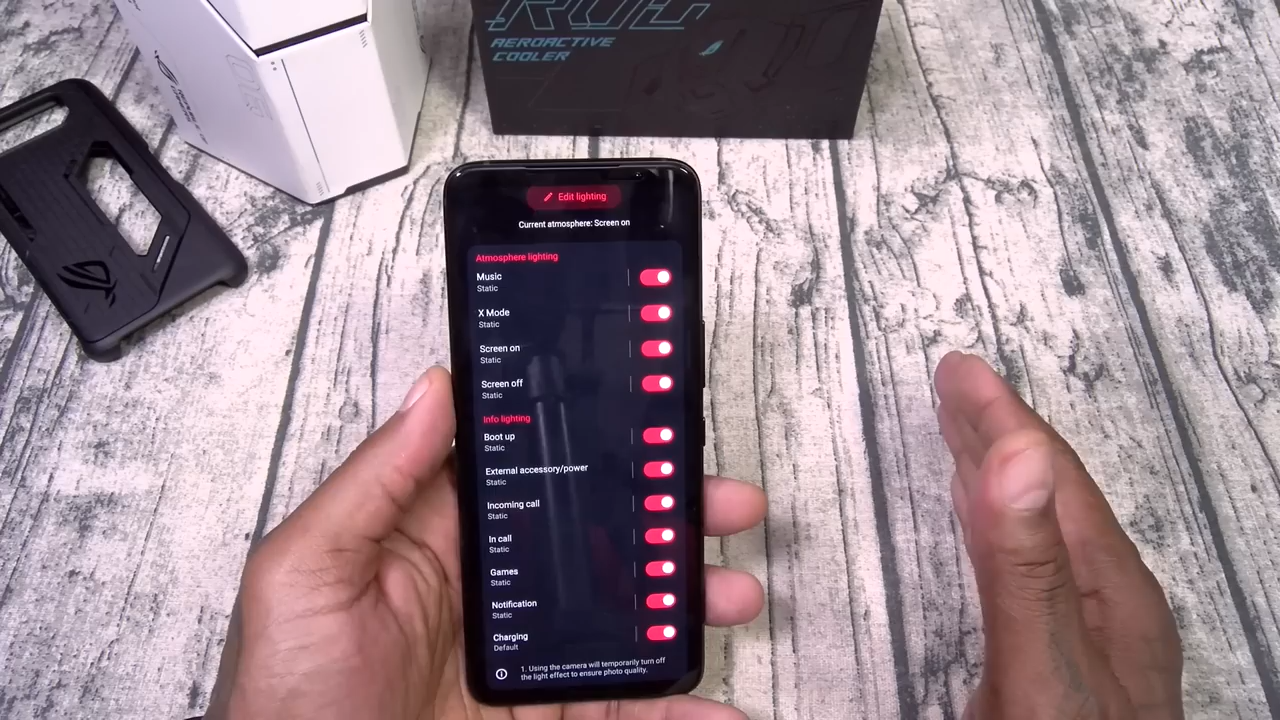 ROG
AEROACTIVE
COOLER
Edit lighting
Current atmosphere: Screen on
Atmosphere lighting
Music
Static
X Mode
Static
Screen on
Static
Screen off
Static
Info lighting
Boot up
Static
External accessory/power
Static
Incoming call
Static
In call
Static
Games
Static
Notification
Static
Charging
Default
1. Using the camera will temporarily turn off
the light effect to ensure photo quality.